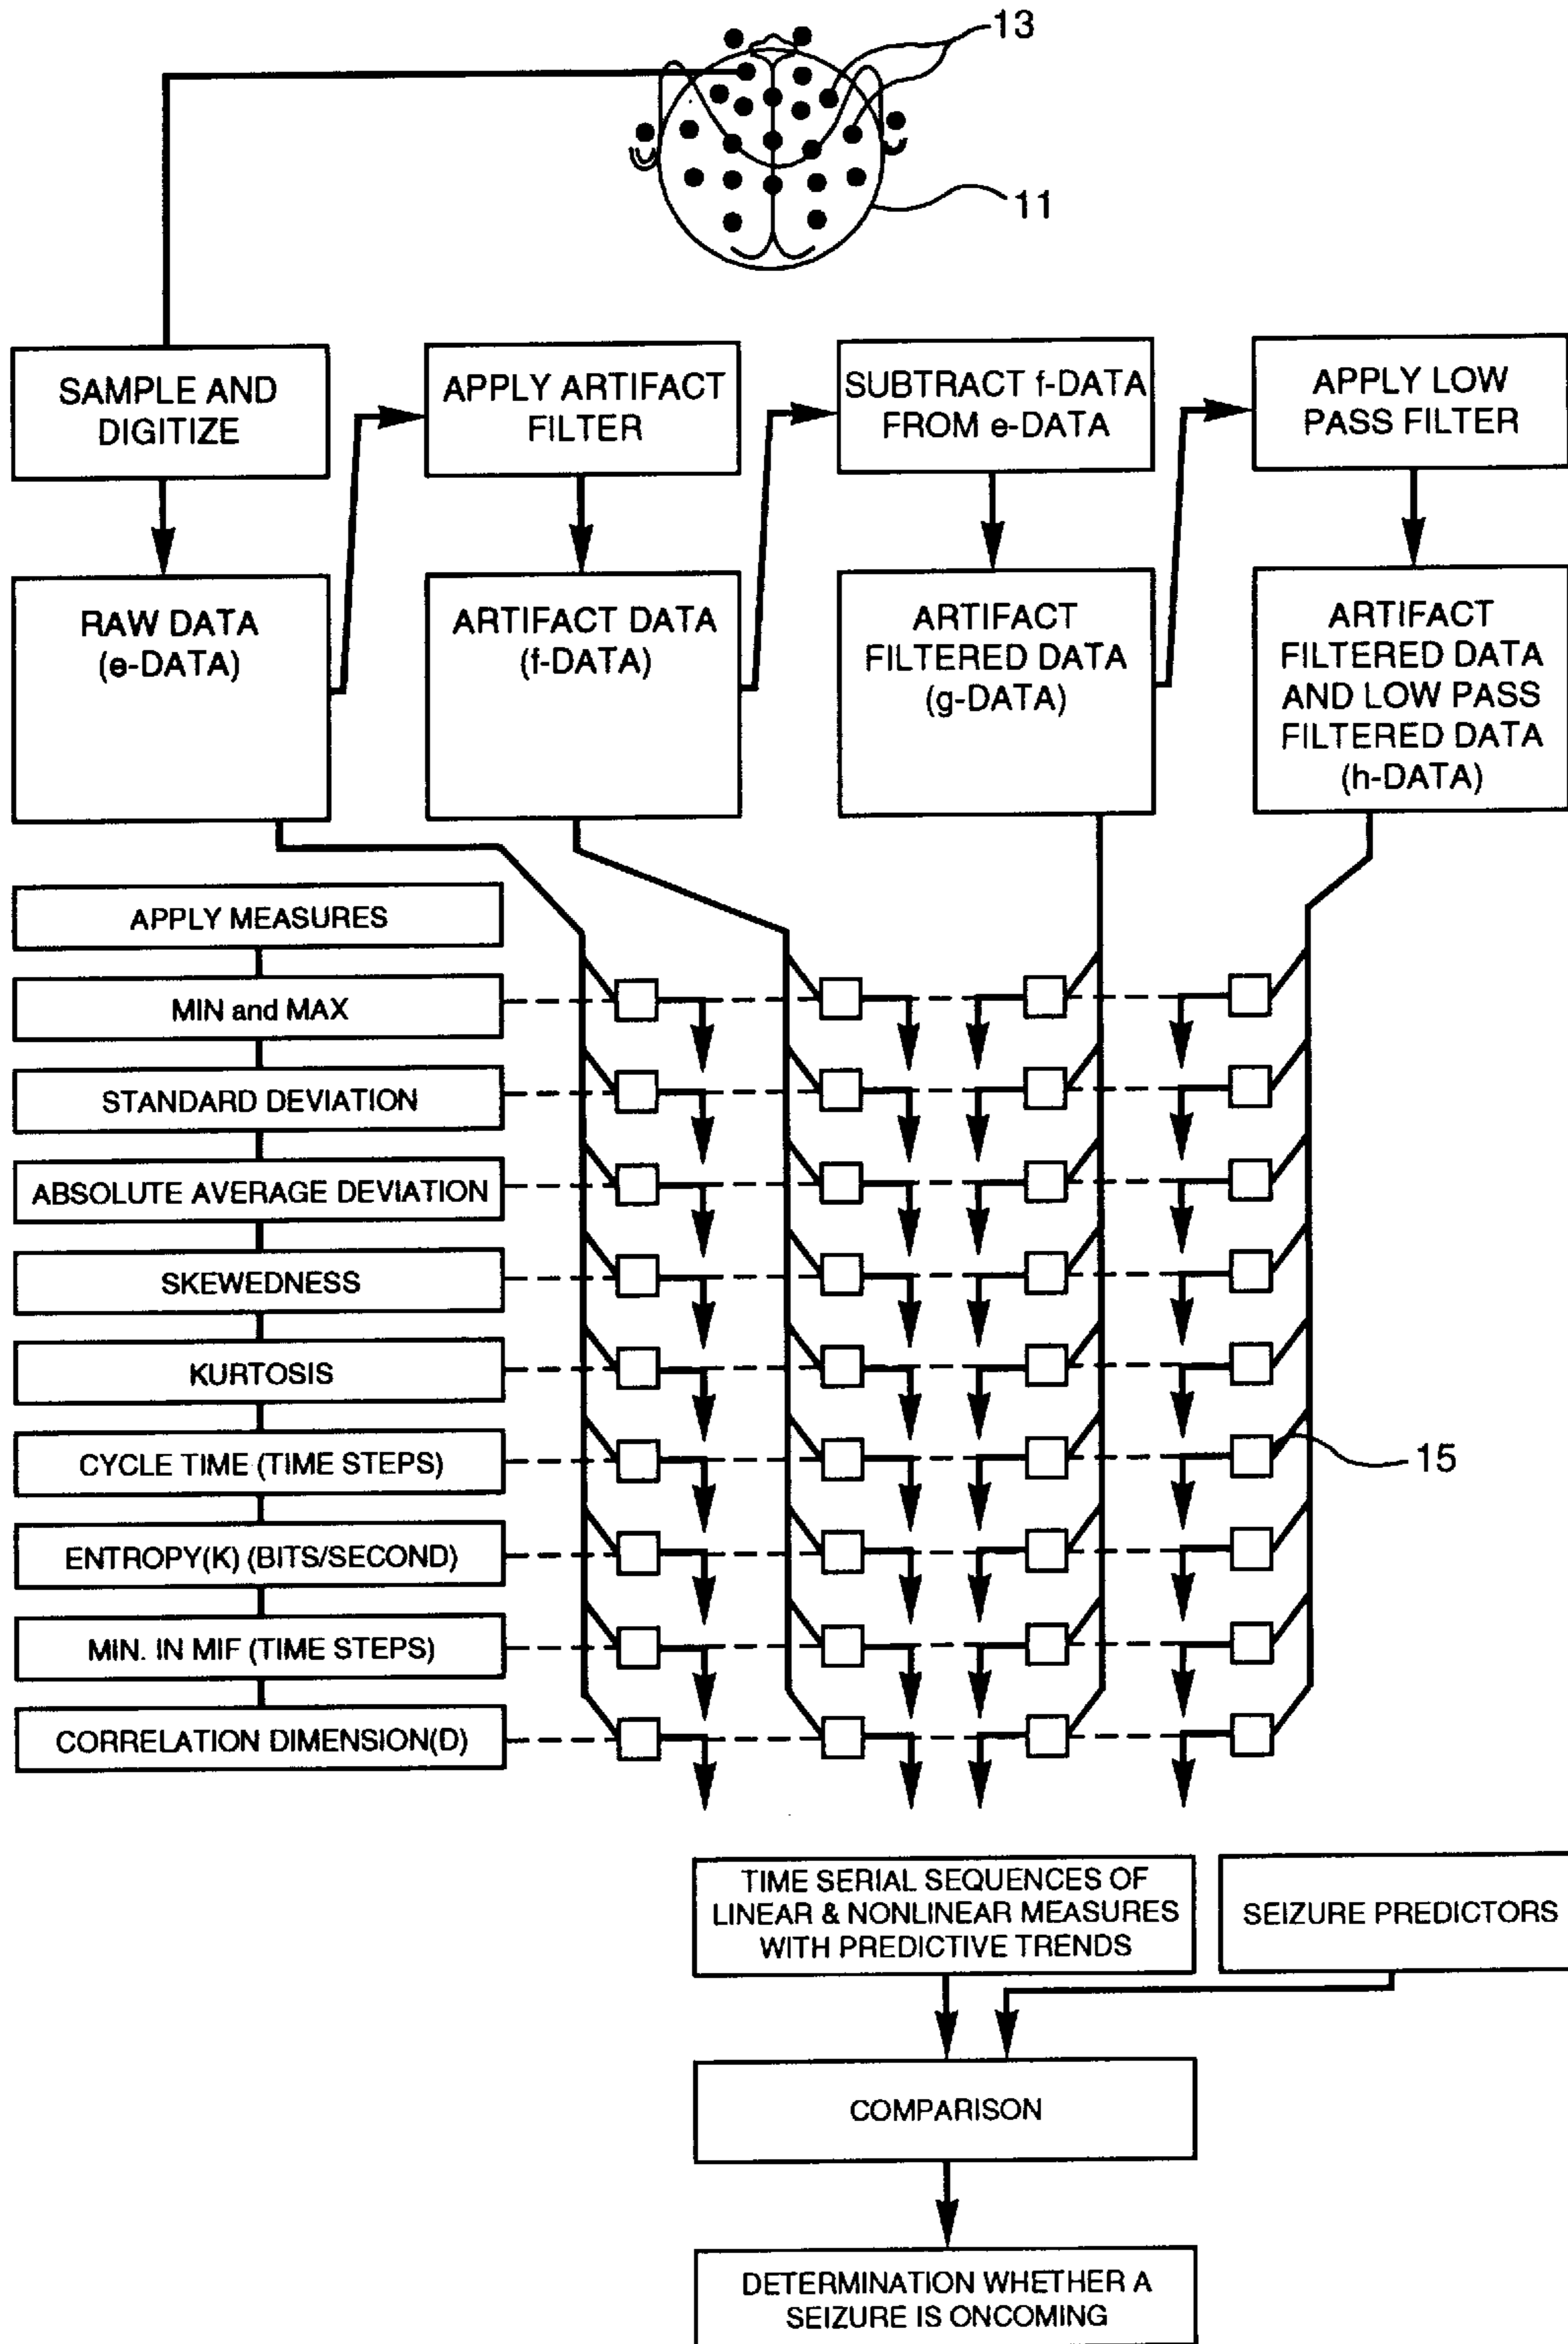 13
11
SAMPLE AND
DIGITIZE
APPLY ARTIFACT
FILTER
SUBTRACT f-DATA
FROM e-DATA
APPLY LOW
PASS FILTER
RAW DATA
(e-DATA)
ARTIFACT DATA
(f-DATA)
ARTIFACT
FILTERED DATA
(g-DATA)
ARTIFACT
FILTERED DATA
AND LOW PASS
FILTERED DATA
(h-DATA)
APPLY MEASURES
MIN and MAX
STANDARD DEVIATION
ABSOLUTE AVERAGE DEVIATION
SKEWEDNESS
KURTOSIS
CYCLE TIME (TIME STEPS)
15
ENTROPY(K) (BITS/SECOND)
MIN. IN MIF (TIME STEPS)
CORRELATION DIMENSION(D)
TIME SERIAL SEQUENCES OF
LINEAR & NONLINEAR MEASURES
WITH PREDICTIVE TRENDS
SEIZURE PREDICTORS
COMPARISON
DETERMINATION WHETHER A
SEIZURE IS ONCOMING